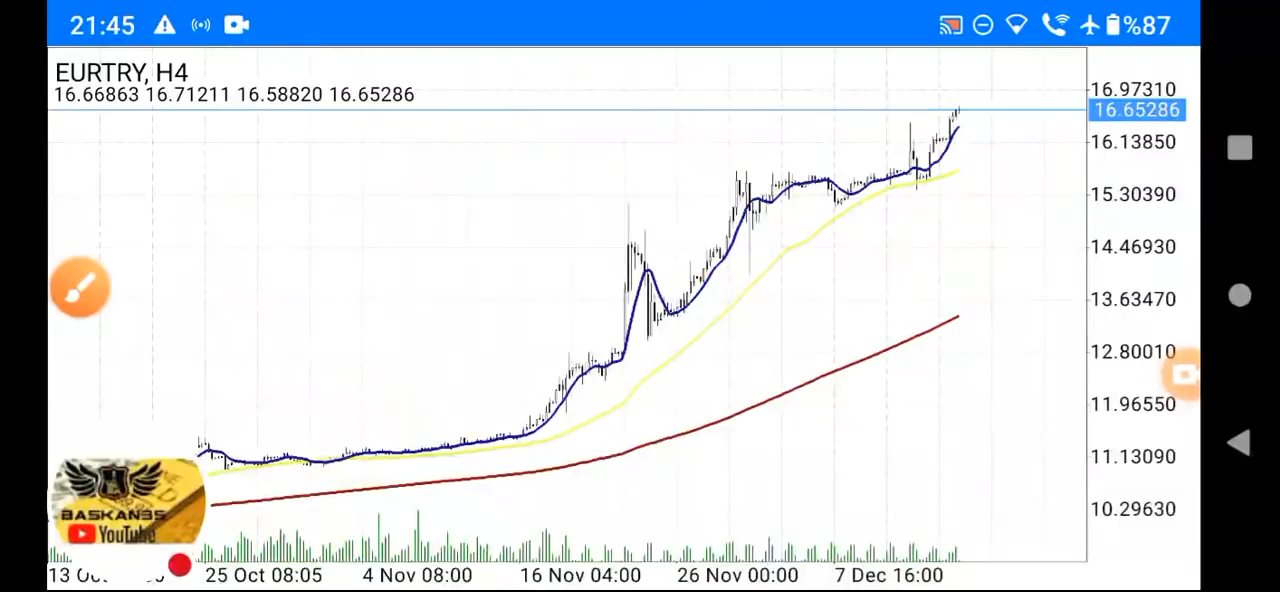 21:45 %87
EURTRY, H4
16.66863 16.71211 16.58820 16.65286
16.97310
16.65286
16.13850
15.30390
14.46930
13.63470
12.80010
11.96550
11.13090
10.29630
BASKAN35
YouTube
13 25 Oct 08:05 4 Nov 08:00 16 Nov 04:00 26 Nov 00:00 7 Dec 16:00